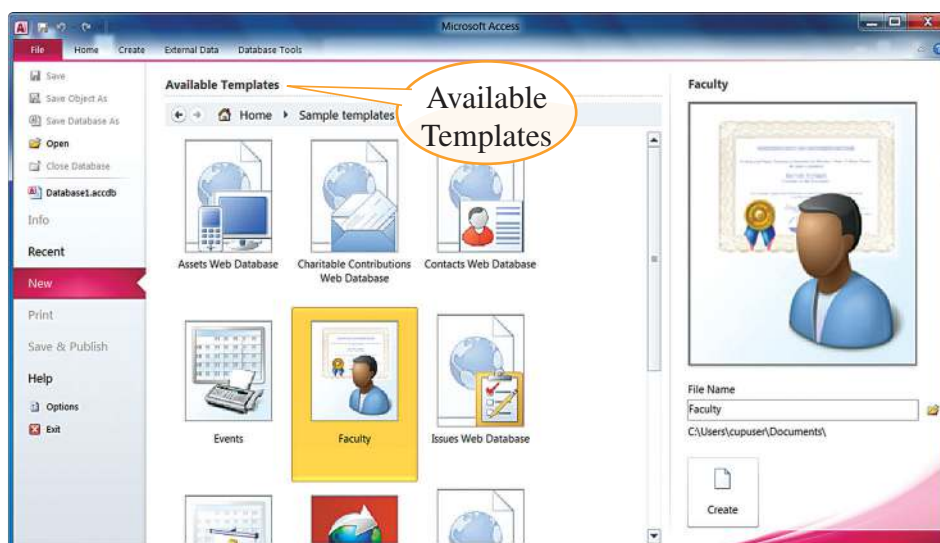 Microsoft Access
File Home Create External Data Database Tools
Save
Save Object As
Save Database As
Open
Close Database
Database1.accdb
Info
Recent
New
Print
Save & Publish
Help
Options
Exit
Available Templates
Home Sample templates
Available
Templates
Assets Web Database
Charitable Contributions
Web Database
Contacts Web Database
Events
Faculty
Issues Web Database
Faculty
File Name
Faculty
C:\Users\cupuser\Documents\
Create